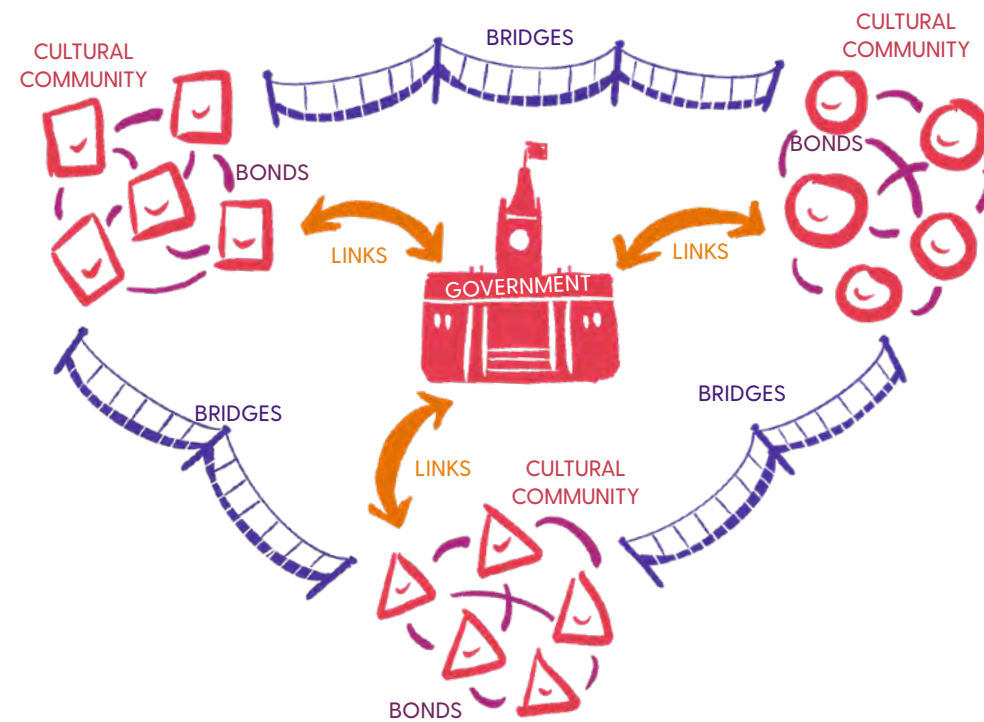 CULTURAL
COMMUNITY
BRIDGES
CULTURAL
COMMUNITY
BONDS
BONDS
LINKS
LINKS
GOVERNMENT
BRIDGES
BRIDGES
LINKS
CULTURAL
COMMUNITY
BONDS